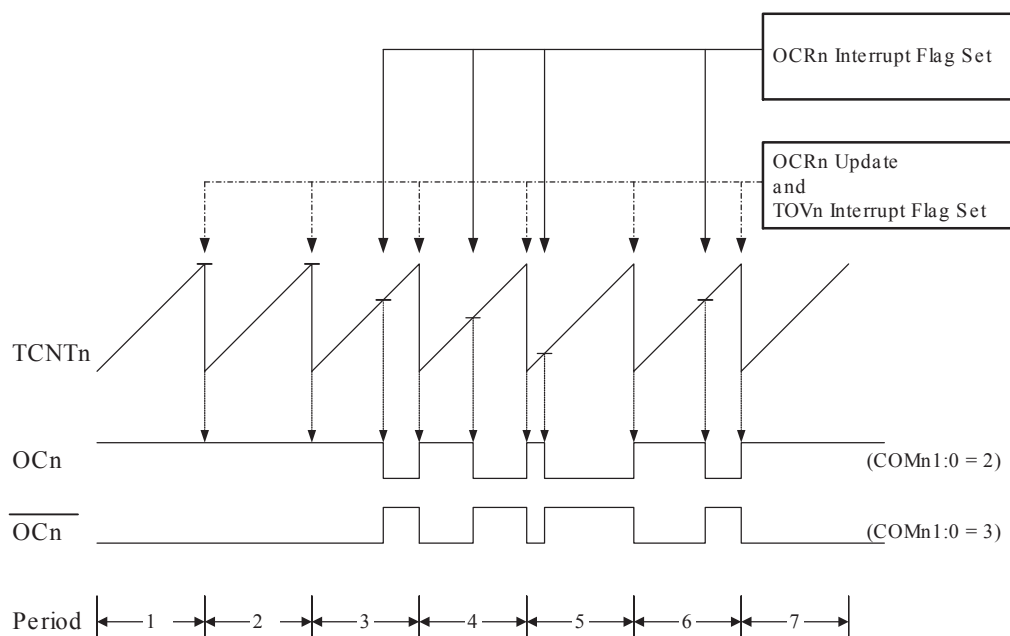 OCRn Interrupt Flag Set
OCRn Update
and
TOVn Interrupt Flag Set
TCNTn
OCn
(COMn1:0 = 2)
OCn
(COMn1:0 = 3)
Period
1
2
3
4
5
6
7